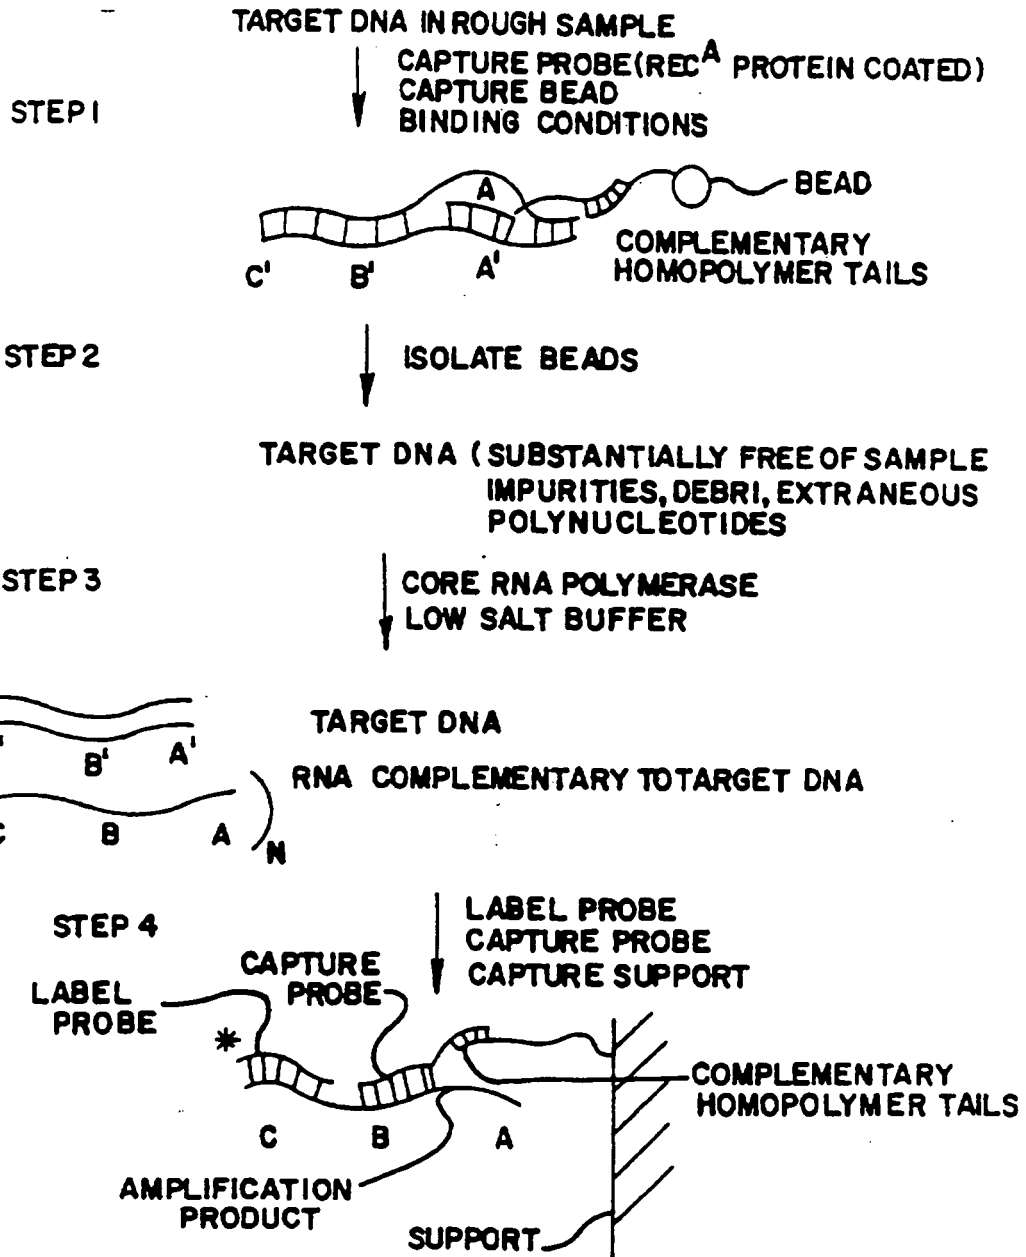 TARGET DNA IN ROUGH SAMPLE
CAPTURE PROBE (REC^A PROTEIN COATED)
CAPTURE BEAD
STEP 1
BINDING CONDITIONS
A
BEAD
COMPLEMENTARY
HOMOPOLYMER TAILS
C' B' A'
STEP 2
ISOLATE BEADS
TARGET DNA (SUBSTANTIALLY FREE OF SAMPLE
IMPURITIES, DEBRI, EXTRANEOUS
POLYNUCLEOTIDES
STEP 3
CORE RNA POLYMERASE
LOW SALT BUFFER
TARGET DNA
B' A'
RNA COMPLEMENTARY TO TARGET DNA
C B A N
STEP 4
LABEL PROBE
CAPTURE PROBE
CAPTURE SUPPORT
CAPTURE
PROBE
LABEL
PROBE
*
COMPLEMENTARY
HOMOPOLYMER TAILS
C B A
AMPLIFICATION
PRODUCT
SUPPORT